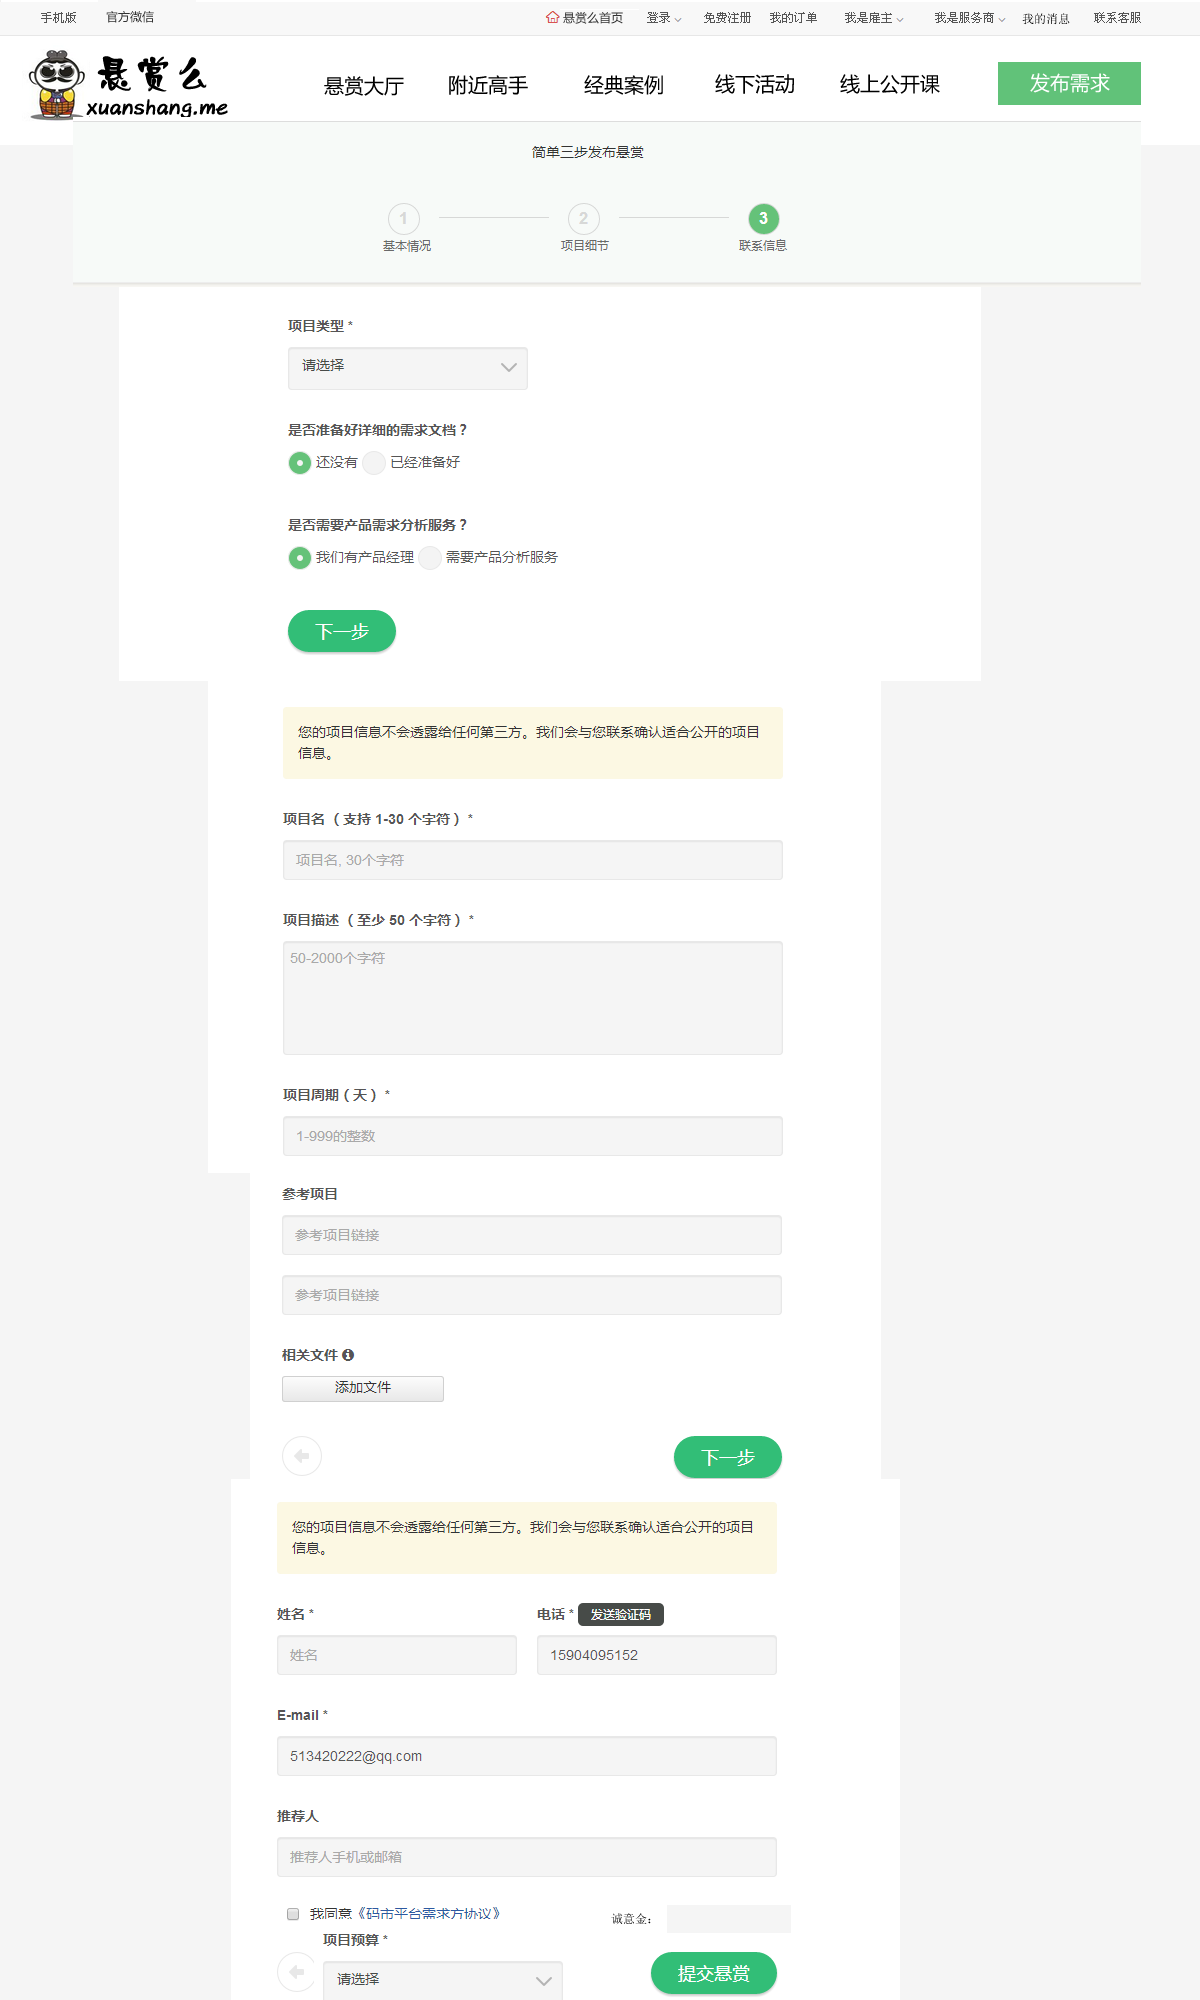 手机版 官方微信 悬赏么首页 登录 免费注册 我的订单 我是雇主 我是服务商 我的消息 联系客服
悬赏么
xuanshang.me
悬赏大厅 附近高手 经典案例 线下活动 线上公开课 发布需求
简单三步发布悬赏
1 2 3
基本情况 项目细节 联系信息
项目类型 *
请选择
是否准备好详细的需求文档？
还没有 已经准备好
是否需要产品需求分析服务？
我们有产品经理 需要产品分析服务
下一步
您的项目信息不会透露给任何第三方。我们会与您联系确认适合公开的项目
信息。
项目名 （ 支持 1-30 个字符 ） *
项目名, 30个字符
项目描述 （ 至少 50 个字符 ） *
50-2000个字符
项目周期 （ 天 ） *
1-999的整数
参考项目
参考项目链接
参考项目链接
相关文件
添加文件
下一步
您的项目信息不会透露给任何第三方。我们会与您联系确认适合公开的项目
信息。
姓名 * 电话 * 发送验证码
姓名 15904095152
E-mail *
513420222@qq.com
推荐人
推荐人手机或邮箱
我同意《码市平台需求方协议》 诚意金：
项目预算 *
请选择 提交悬赏